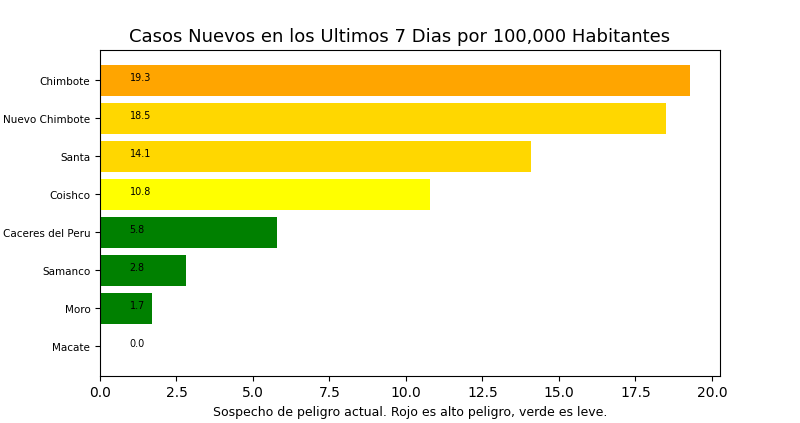 Casos Nuevos en los Ultimos 7 Dias por 100,000 Habitantes
Chimbote 19.3
Nuevo Chimbote 18.5
Santa 14.1
Coishco 10.8
Caceres del Peru 5.8
Samanco 2.8
Moro 1.7
Macate 0.0
0.0 2.5 5.0 7.5 10.0 12.5 15.0 17.5 20.0
Sospecho de peligro actual. Rojo es alto peligro, verde es leve.